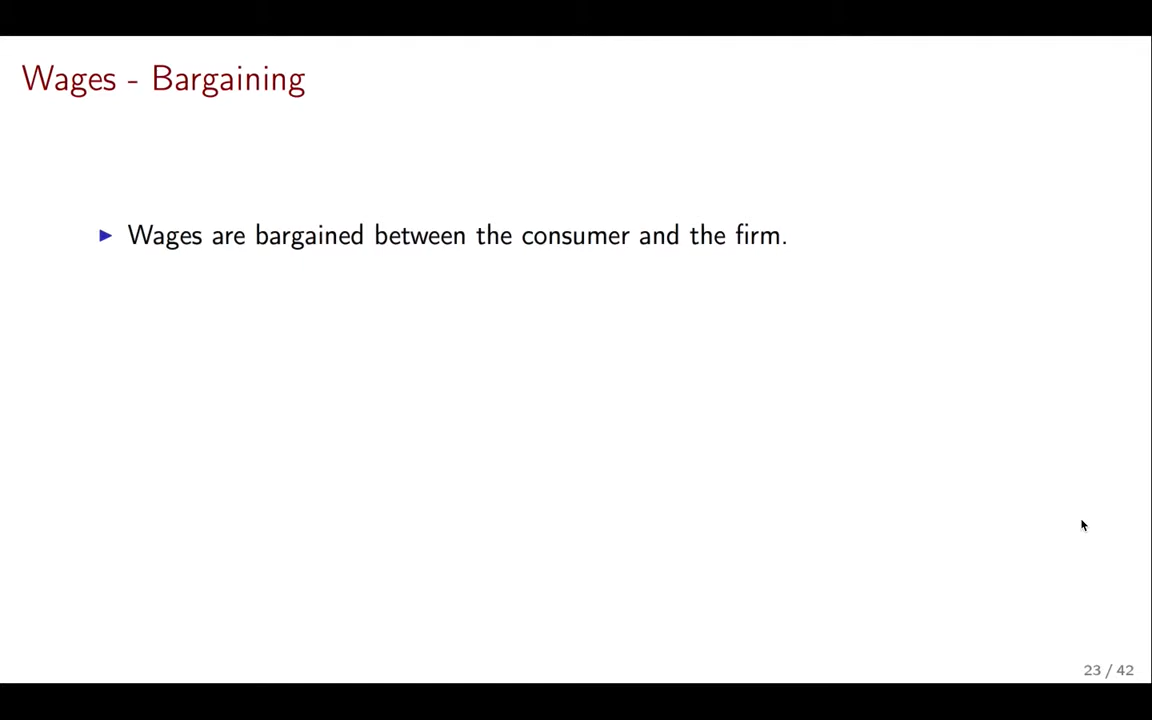 Wages - Bargaining
▶ Wages are bargained between the consumer and the firm.
23 / 42